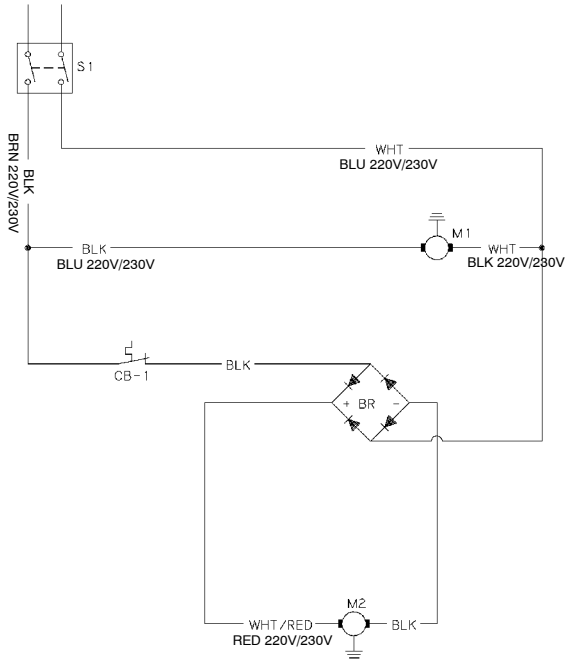 S1
WHT
BLU 220V/230V
BLK
BRN 220V/230V
M1
BLK
BLU 220V/230V
WHT
BLK 220V/230V
CB-1
BLK
+ BR -
M2
WHT/RED
RED 220V/230V
BLK